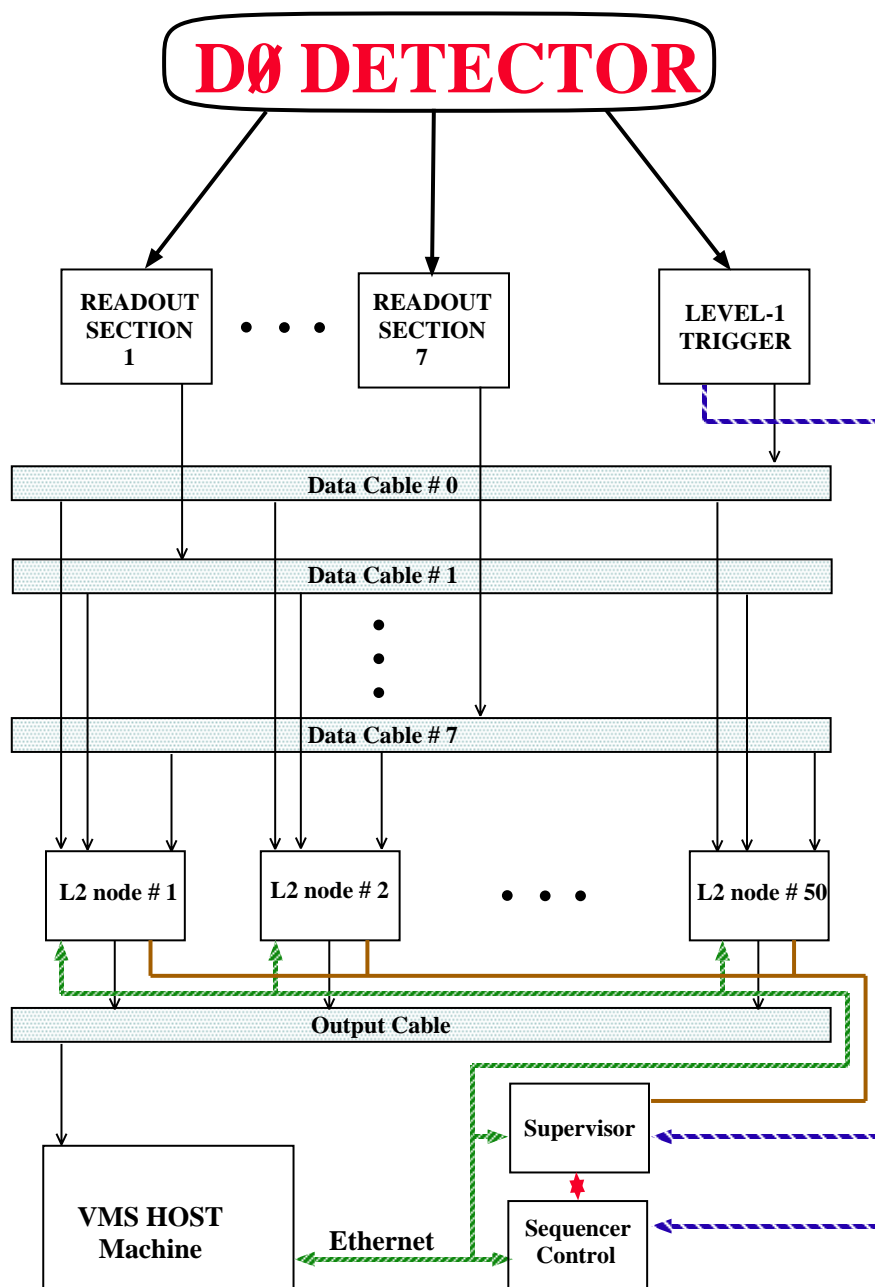 DØ DETECTOR
READOUT
SECTION
1
READOUT
SECTION
7
LEVEL-1
TRIGGER
Data Cable # 0
Data Cable # 1
Data Cable # 7
L2 node # 1
L2 node # 2
L2 node # 50
Output Cable
Supervisor
VMS HOST
Machine
Ethernet
Sequencer
Control